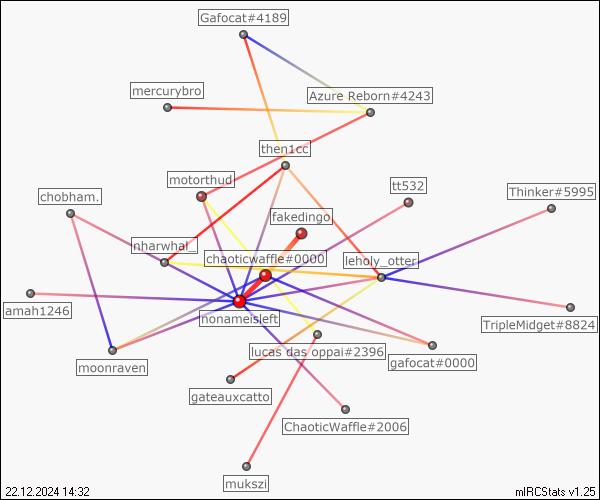 Gafocat#4189
mercurybro
Azure Reborn#4243
then1cc
motorthud
tt532
chobham.
Thinker#5995
fakedingo
nharwhal_
chaoticwaffle#0000
leholy_otter
amah1246
nonameisleft
TripleMidget#8824
lucas das oppai#2396
moonraven
gafocat#0000
gateauxcatto
ChaoticWaffle#2006
mukszi
22.12.2024 14:32
mIRCStats v1.25